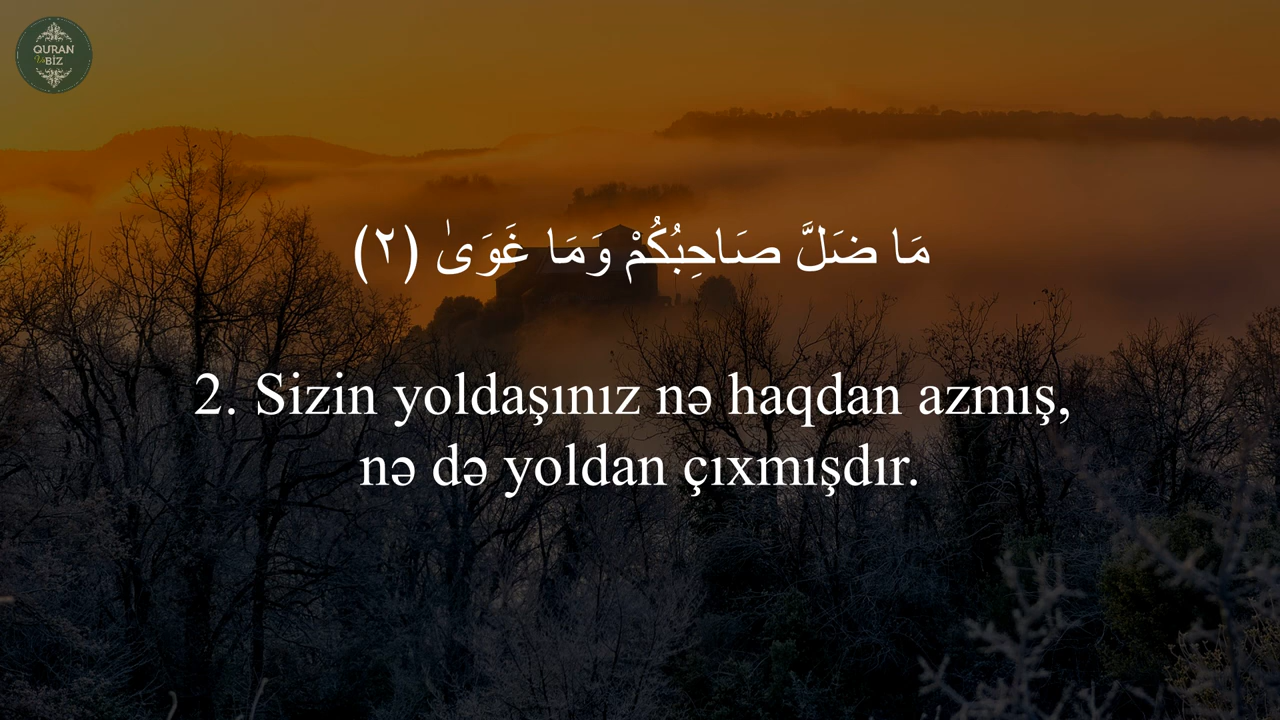 QURAN
Və BİZ
مَا ضَلَّ صَاحِبُكُمْ وَمَا غَوَىٰ (٢)
2. Sizin yoldaşınız nə haqdan azmış,
nə də yoldan çıxmışdır.